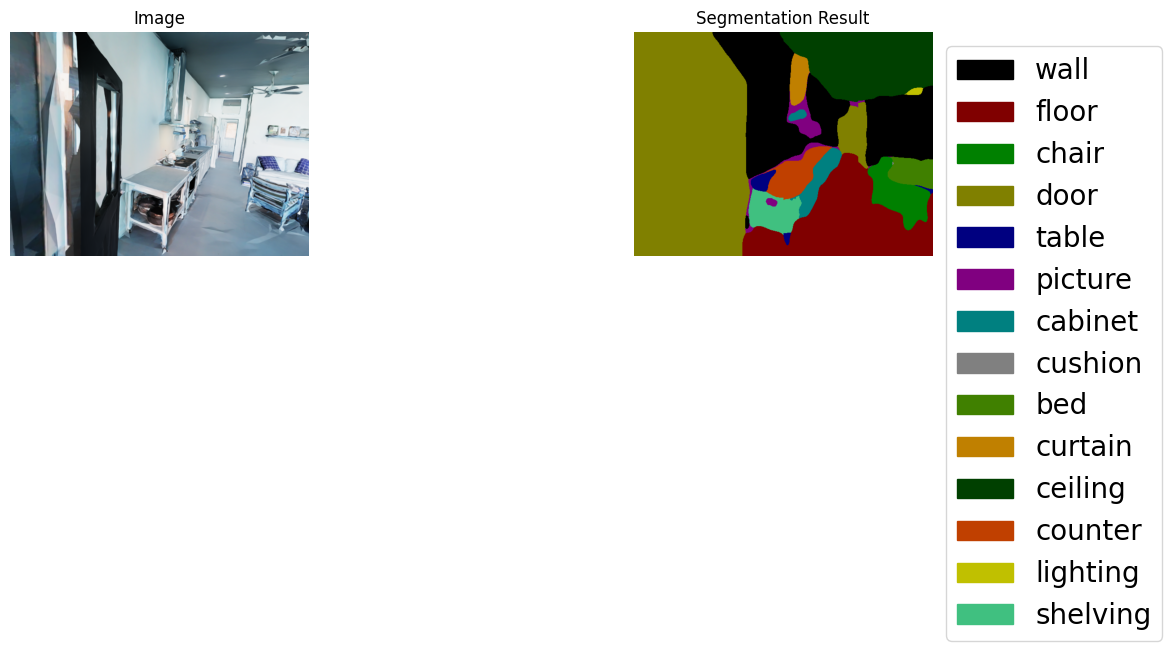 Image
Segmentation Result
wall
floor
chair
door
table
picture
cabinet
cushion
bed
curtain
ceiling
counter
lighting
shelving